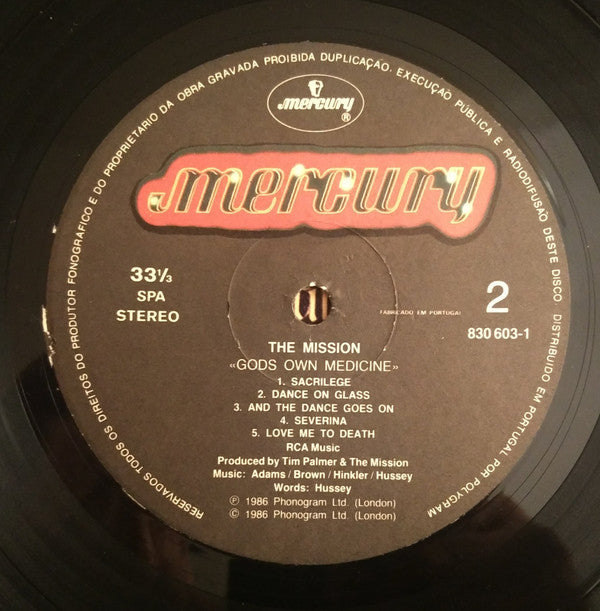 RESERVADOS TODOS OS DIREITOS DO PRODUTOR FONOGRAFICO E DO PROPRIETARIO DA OBRA GRAVADA PROIBIDA DUPLICAÇÃO, EXECUÇÃO PÚBLICA E RADIODIFUSÃO DESTE DISCO DISTRIBUIDO EM PORTUGAL POR POLYGRAM
mercury
®
mercury
33⅓
SPA
STEREO
FABRICADO EM PORTUGAL
2
830 603-1
THE MISSION
«GODS OWN MEDICINE»
1. SACRILEGE
2. DANCE ON GLASS
3. AND THE DANCE GOES ON
4. SEVERINA
5. LOVE ME TO DEATH
RCA Music
Produced by Tim Palmer & The Mission
Music: Adams / Brown / Hinkler / Hussey
Words: Hussey
Ⓟ 1986 Phonogram Ltd. (London)
© 1986 Phonogram Ltd. (London)